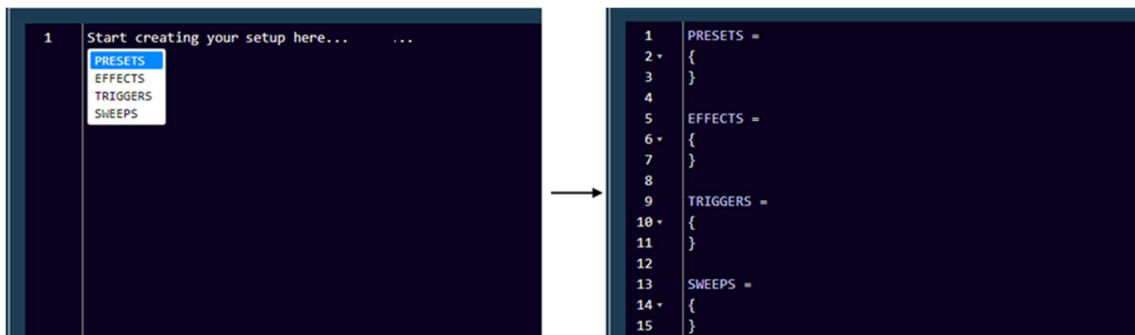 1 Start creating your setup here... ...
PRESETS
EFFECTS
TRIGGERS
SWEEPS
1 PRESETS =
2 {
3 }
4
5 EFFECTS =
6 {
7 }
8
9 TRIGGERS =
10 {
11 }
12
13 SWEEPS =
14 {
15 }